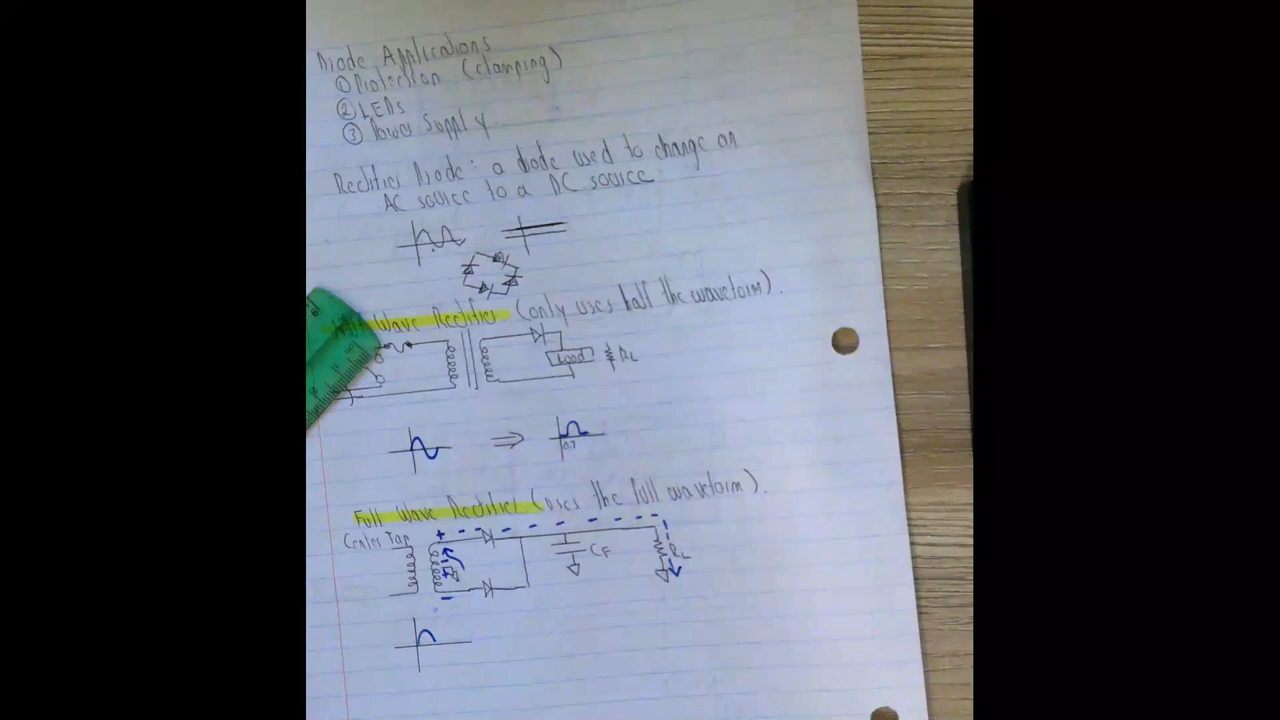 Diode Applications
① Protection (clamping)
② LEDs
③ Power Supply
Rectifier Diode: a diode used to change an
AC source to a DC source
Half Wave Rectifier (only uses half the waveform).
Load
RL
0.7
Full Wave Rectifier (uses the full waveform).
Center Tap
+
CF
RL
+
-